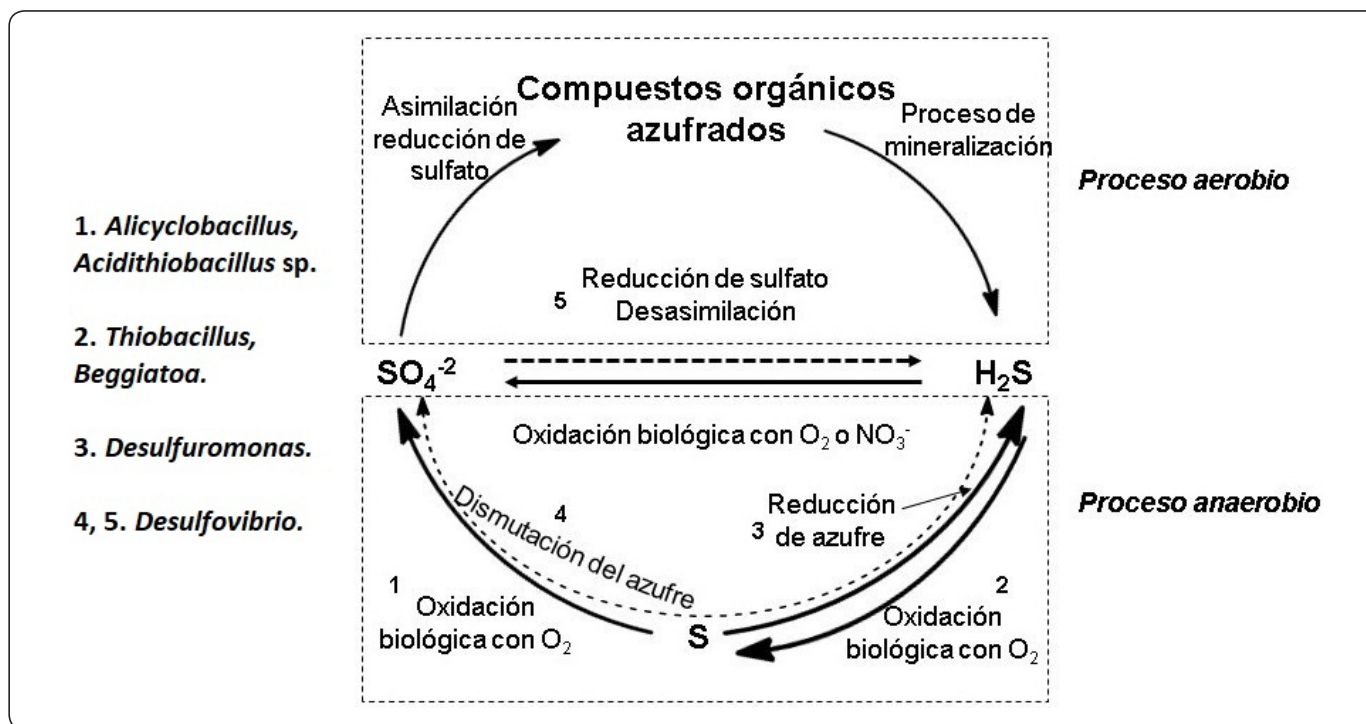 Compuestos orgánicos
azufrados
Asimilación
reducción de
sulfato
Proceso de
mineralización
Proceso aerobio
1. Alicyclobacillus,
Acidithiobacillus sp.
2. Thiobacillus,
Beggiatoa.
3. Desulfuromonas.
4, 5. Desulfovibrio.
5 Reducción de sulfato
Desasimilación
SO₄⁻²
H₂S
Oxidación biológica con O₂ o NO₃⁻
Dismutación del azufre
4
Reducción
3 de azufre
Proceso anaerobio
1 Oxidación
biológica con O₂
S
2
Oxidación
biológica con O₂